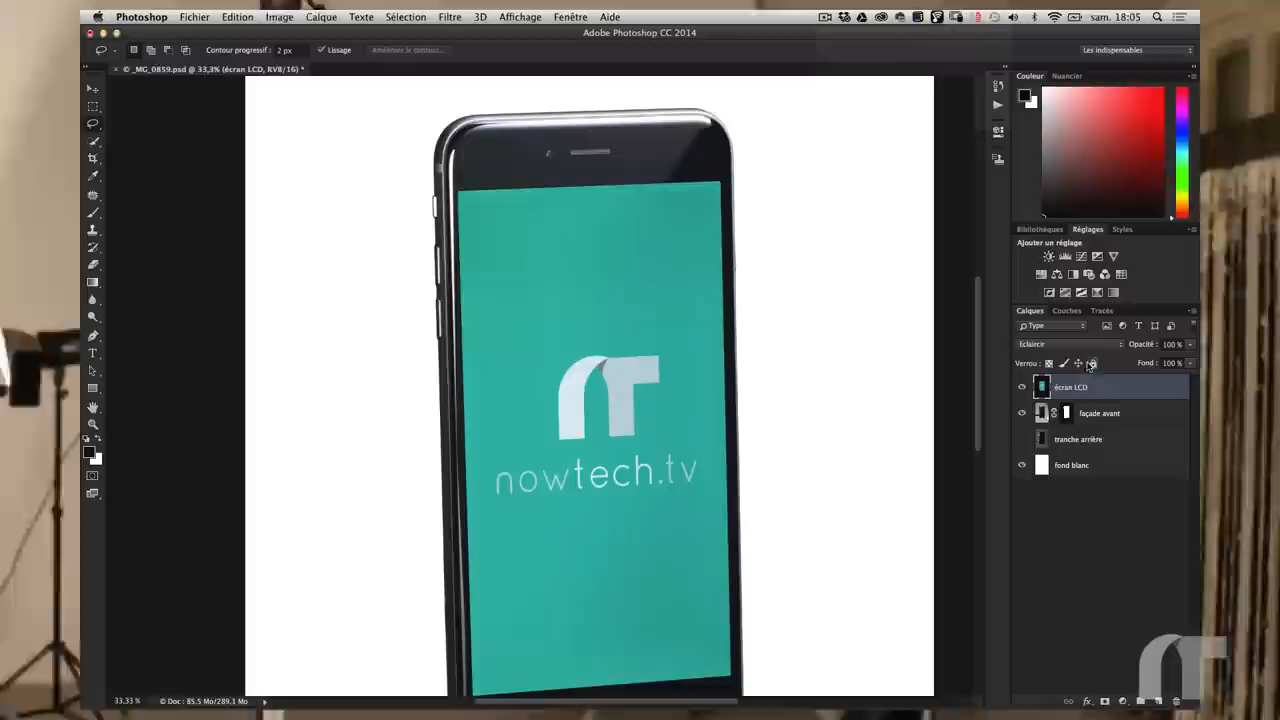 Photoshop Fichier Edition Image Calque Texte Sélection Filtre 3D Affichage Fenêtre Aide sam. 18:05
Adobe Photoshop CC 2014
Contour progressif : 2 px Lissage Améliorer le contour... Les indispensables
× © _MG_0859.psd @ 33,3% (écran LCD, RVB/16) *
Couleur Nuancier
Bibliothèques Réglages Styles
Ajouter un réglage
Calques Couches Tracés
Type
Eclaircir Opacité : 100 %
Verrou : Fond : 100 %
écran LCD
façade avant
tranche arrière
fond blanc
nowtech.tv
33,33 % © Doc : 85.5 Mo/289.1 Mo
fx